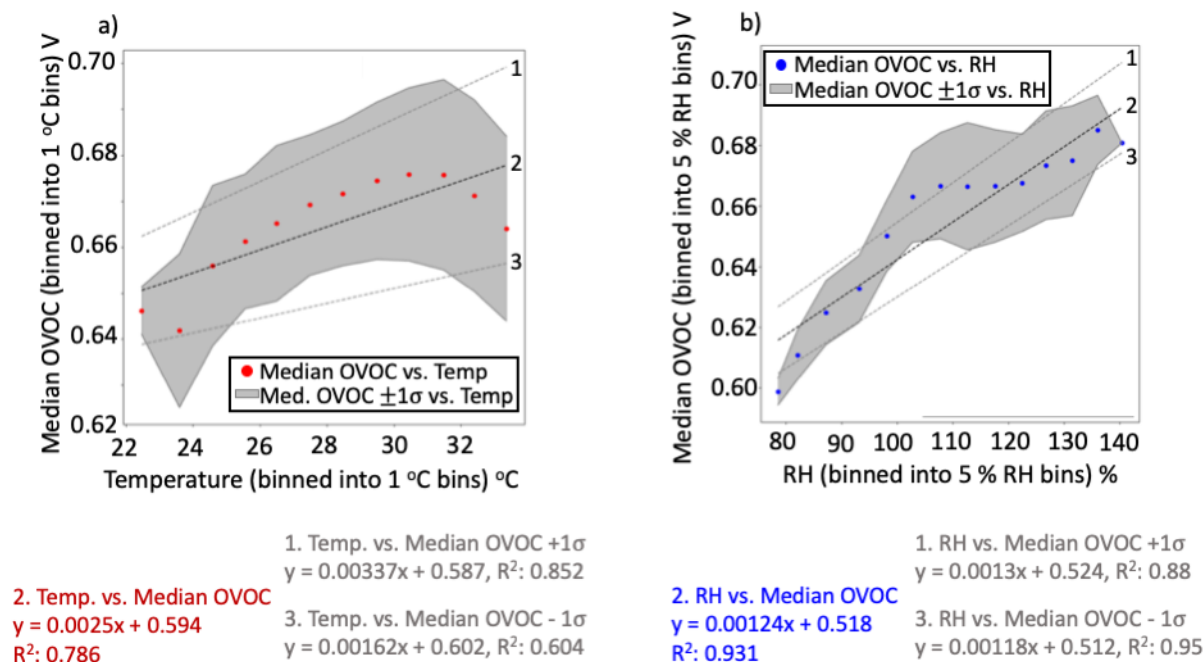 a)
Median OVOC (binned into 1 °C bins) V
0.70
0.68
0.66
0.64
0.62
1
2
3
Median OVOC vs. Temp
Med. OVOC ±1σ vs. Temp
22 24 26 28 30 32
Temperature (binned into 1 °C bins) °C
b)
Median OVOC (binned into 5 % RH bins) V
0.70
0.68
0.66
0.64
0.62
0.60
Median OVOC vs. RH
Median OVOC ±1σ vs. RH
1
2
3
80 90 100 110 120 130 140
RH (binned into 5 % RH bins) %
1. Temp. vs. Median OVOC +1σ
y = 0.00337x + 0.587, R²: 0.852
2. Temp. vs. Median OVOC
y = 0.0025x + 0.594
R²: 0.786
3. Temp. vs. Median OVOC - 1σ
y = 0.00162x + 0.602, R²: 0.604
1. RH vs. Median OVOC +1σ
y = 0.0013x + 0.524, R²: 0.88
2. RH vs. Median OVOC
y = 0.00124x + 0.518
R²: 0.931
3. RH vs. Median OVOC - 1σ
y = 0.00118x + 0.512, R²: 0.95